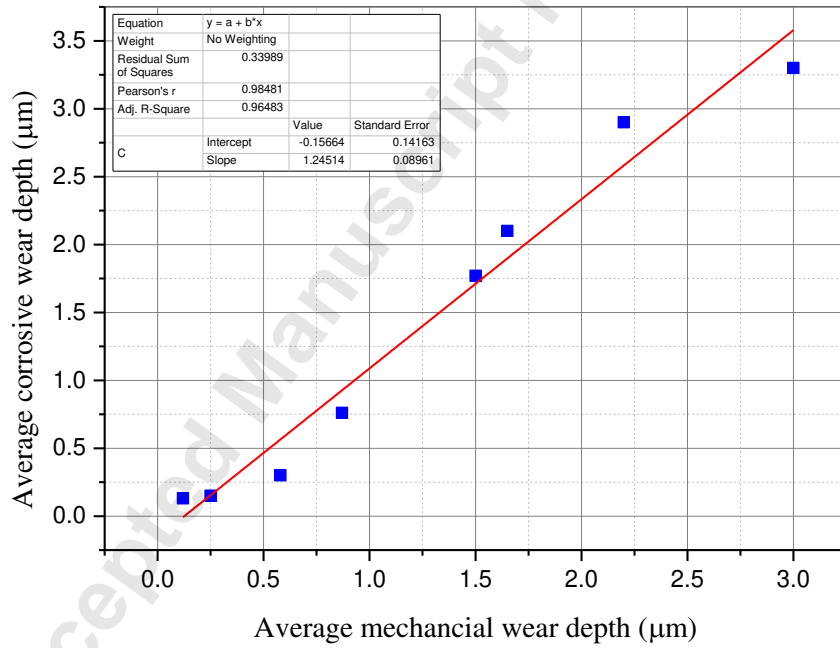 Equation y = a + b*x
Weight No Weighting
Residual Sum of Squares 0.33989
Pearson's r 0.98481
Adj. R-Square 0.96483
Value Standard Error
C Intercept -0.15664 0.14163
Slope 1.24514 0.08961
3.5
3.0
2.5
2.0
1.5
1.0
0.5
0.0
Average corrosive wear depth (μm)
0.0 0.5 1.0 1.5 2.0 2.5 3.0
Average mechancial wear depth (μm)
cepted Manuscript